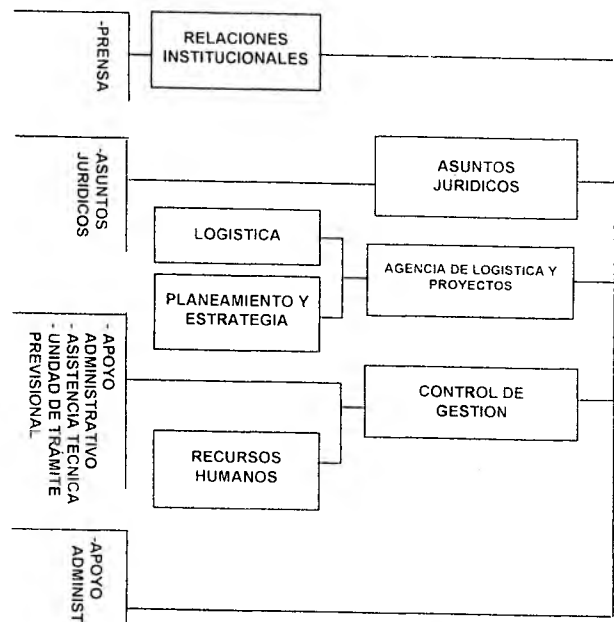 -PRENSA
RELACIONES
INSTITUCIONALES
-ASUNTOS
JURIDICOS
ASUNTOS
JURIDICOS
LOGISTICA
PLANEAMIENTO Y
ESTRATEGIA
AGENCIA DE LOGISTICA Y
PROYECTOS
- APOYO
ADMINISTRATIVO
- ASISTENCIA TECNICA
- UNIDAD DE TRÁMITE
PREVISIONAL
CONTROL DE
GESTION
RECURSOS
HUMANOS
-APOYO
ADMINIST